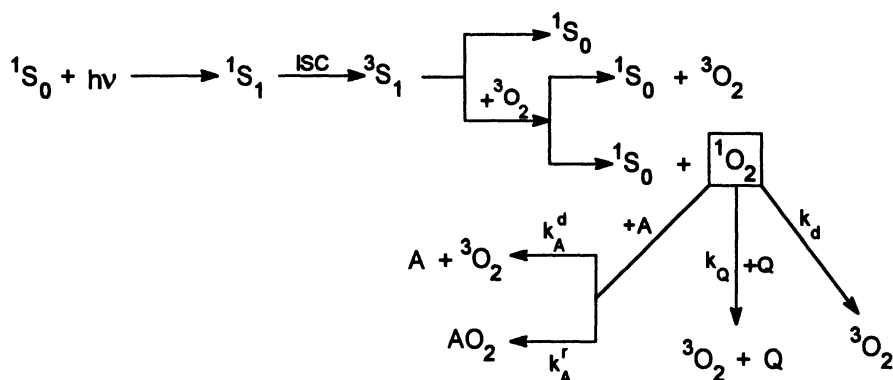 ¹S₀
¹S₀ + hν ⟶ ¹S₁ ISC ³S₁
+³O₂
¹S₀ + ³O₂
¹S₀ + ¹O₂
+A
k_d
k_A^d
A + ³O₂
k_Q +Q
AO₂
k_A^r
³O₂ + Q
³O₂